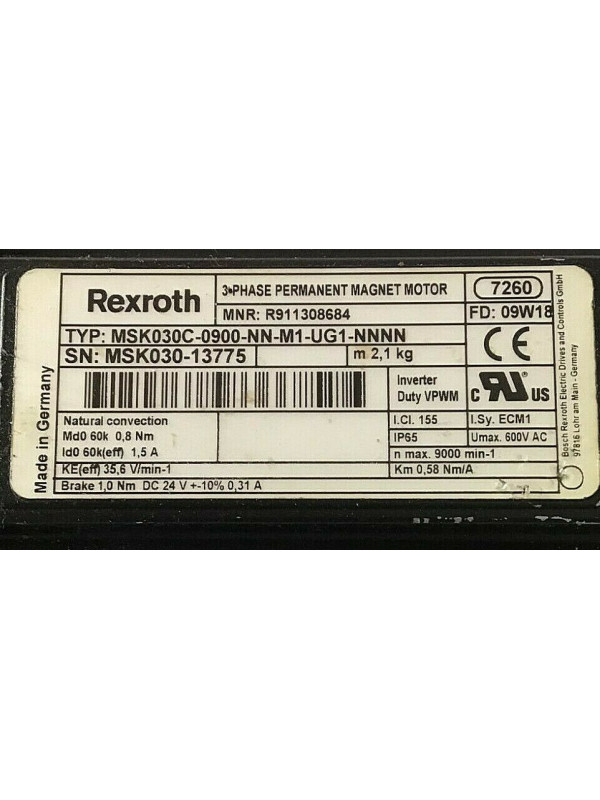 Rexroth
3~PHASE PERMANENT MAGNET MOTOR
7260
MNR: R911308684
FD: 09W18
TYP: MSK030C-0900-NN-M1-UG1-NNNN
SN: MSK030-13775
m 2,1 kg
CE
Inverter
Duty VPWM
c RU US
Natural convection
Md0 60k 0,8 Nm
Id0 60k(eff) 1,5 A
I.Cl. 155
I.Sy. ECM1
IP65
Umax. 600V AC
n max. 9000 min-1
KE(eff) 35,6 V/min-1
Km 0,58 Nm/A
Brake 1,0 Nm DC 24 V +-10% 0,31 A
Made in Germany
Bosch Rexroth Electric Drives and Controls GmbH
97816 Lohr am Main - Germany